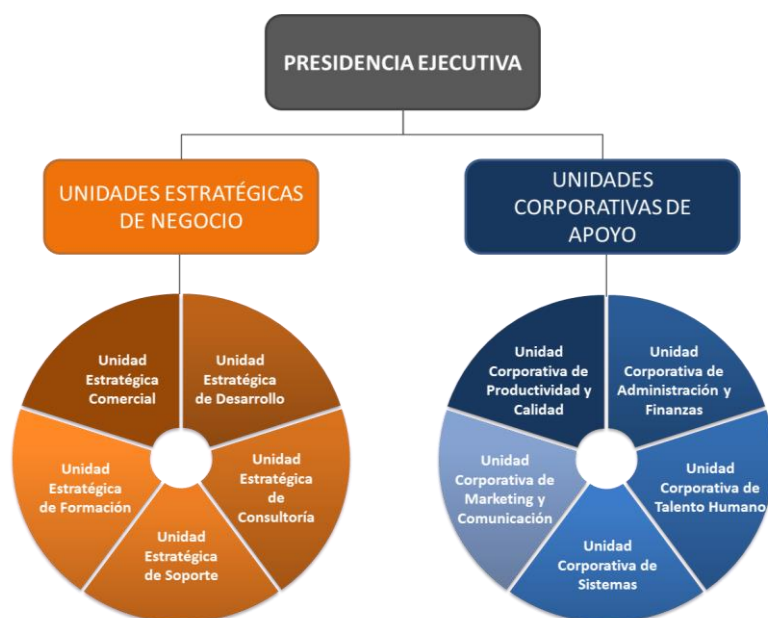 PRESIDENCIA EJECUTIVA
UNIDADES ESTRATÉGICAS
DE NEGOCIO
UNIDADES
CORPORATIVAS DE
APOYO
Unidad
Estratégica
Comercial
Unidad
Estratégica
de Desarrollo
Unidad
Estratégica
de
Consultoría
Unidad
Estratégica
de Soporte
Unidad
Estratégica
de Formación
Unidad
Corporativa de
Productividad y
Calidad
Unidad
Corporativa de
Administración y
Finanzas
Unidad
Corporativa de
Talento Humano
Unidad
Corporativa de
Sistemas
Unidad
Corporativa de
Marketing y
Comunicación